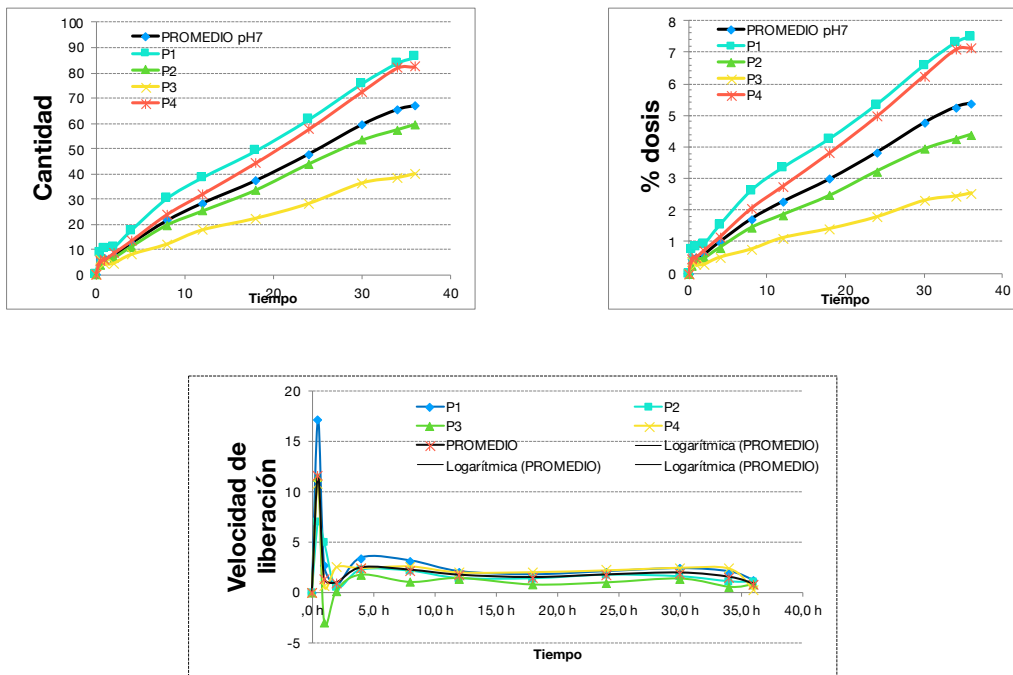 100
90
80
70
60
50
40
30
20
10
0
Cantidad
PROMEDIO pH7
P1
P2
P3
P4
0
10
20
30
40
Tiempo
8
7
6
5
4
3
2
1
0
% dosis
PROMEDIO pH7
P1
P2
P3
P4
0
10
20
30
40
Tiempo
20
15
10
5
0
-5
Velocidad de
liberación
P1
P2
P3
P4
PROMEDIO
Logarítmica (PROMEDIO)
Logarítmica (PROMEDIO)
Logarítmica (PROMEDIO)
,0 h
5,0 h
10,0 h
15,0 h
20,0 h
25,0 h
30,0 h
35,0 h
40,0 h
Tiempo